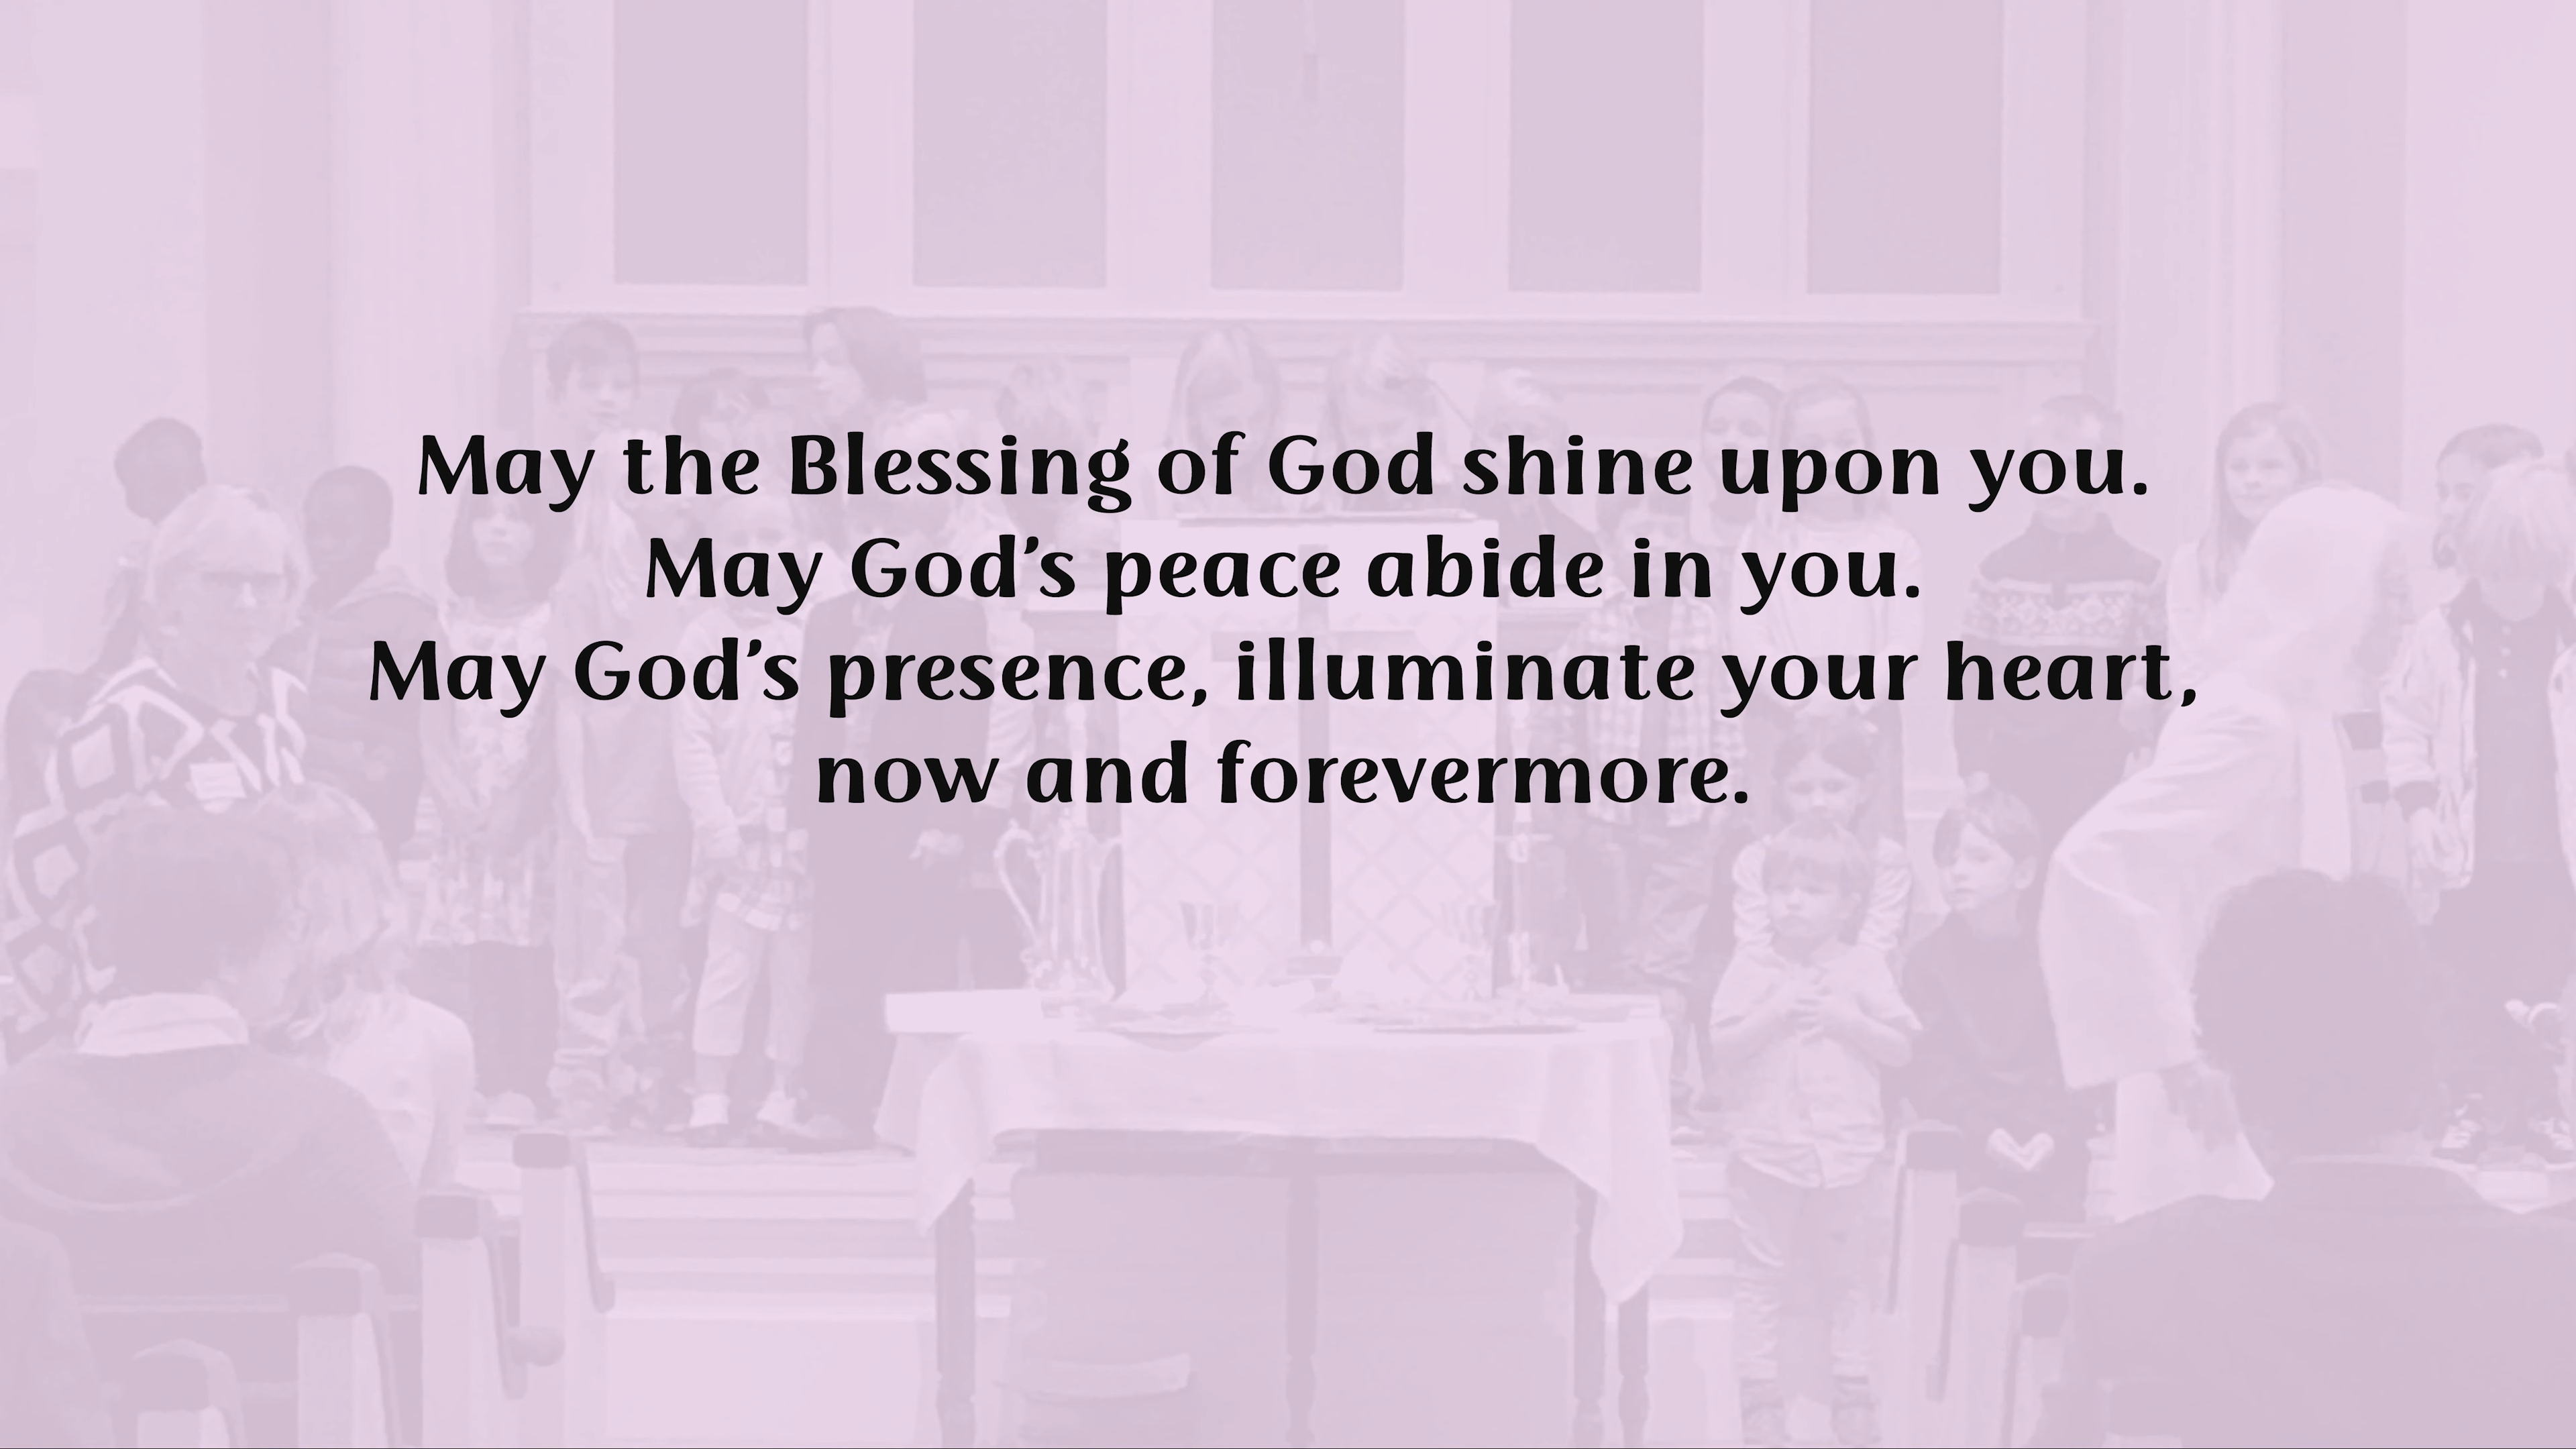 May the Blessing of God shine upon you.
May God’s peace abide in you.
May God’s presence, illuminate your heart,
now and forevermore.